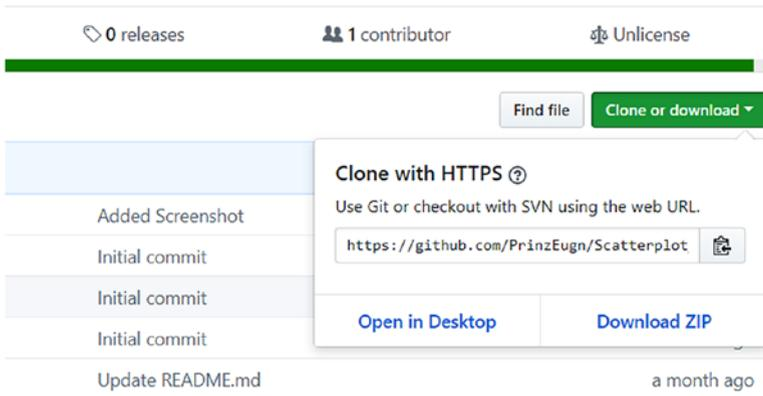 0 releases
1 contributor
Unlicense
Find file
Clone or download
Clone with HTTPS
Use Git or checkout with SVN using the web URL.
https://github.com/PrinzEugn/Scatterplot
Open in Desktop
Download ZIP
Added Screenshot
Initial commit
Initial commit
Initial commit
Update README.md
a month ago